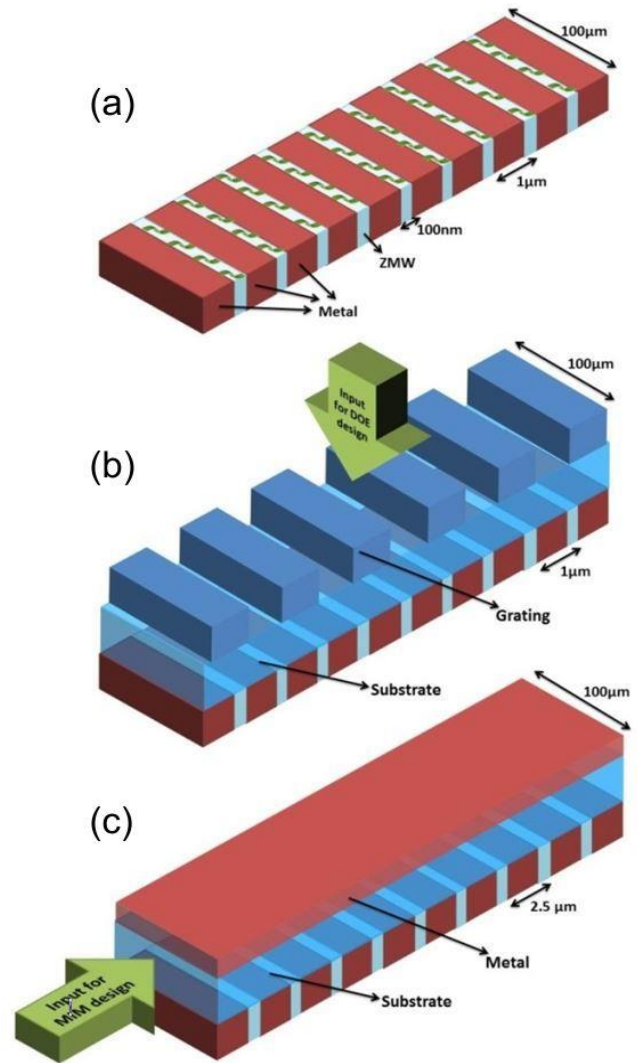 100µm
(a)
1µm
100nm
ZMW
Metal
(b)
Input
for DOE
design
100µm
1µm
Grating
Substrate
(c)
100µm
2.5 µm
Metal
Substrate
Input for
design